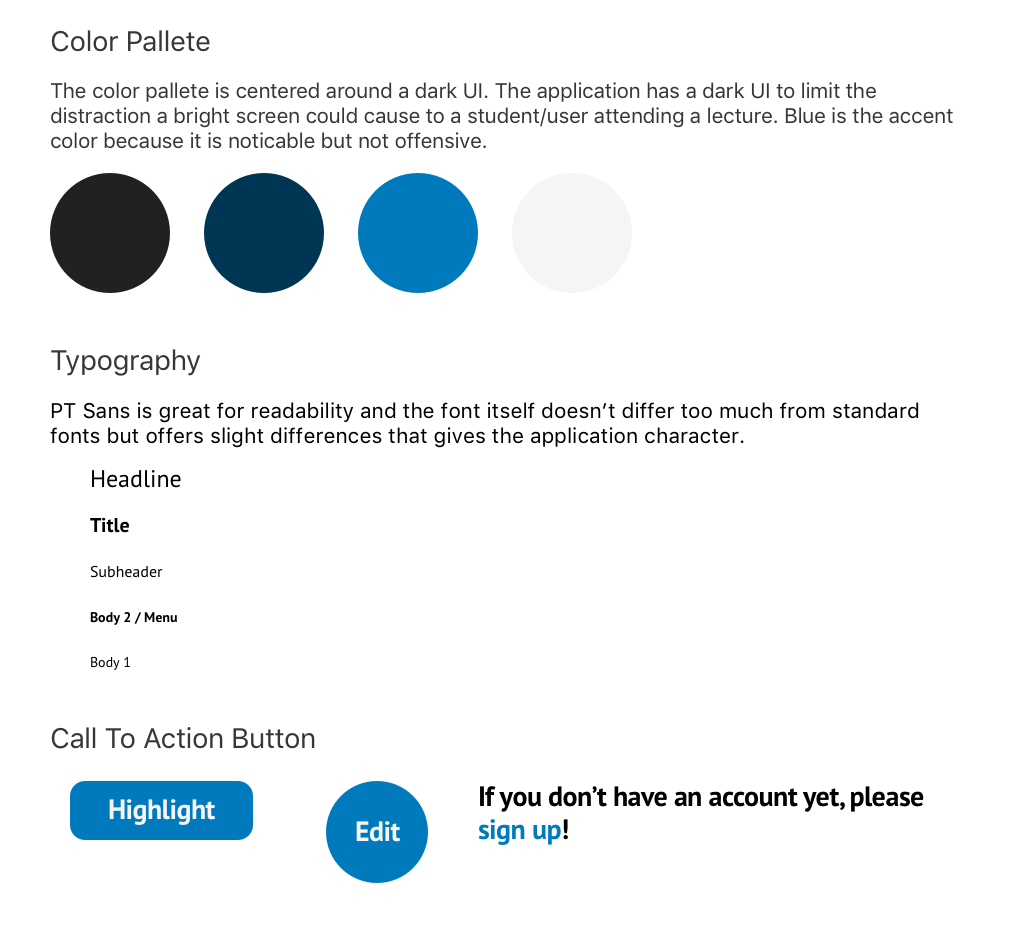 Color Pallete
The color pallete is centered around a dark UI. The application has a dark UI to limit the
distraction a bright screen could cause to a student/user attending a lecture. Blue is the accent
color because it is noticable but not offensive.
Typography
PT Sans is great for readability and the font itself doesn’t differ too much from standard
fonts but offers slight differences that gives the application character.
Headline
Title
Subheader
Body 2 / Menu
Body 1
Call To Action Button
Highlight
Edit
If you don’t have an account yet, please
sign up!